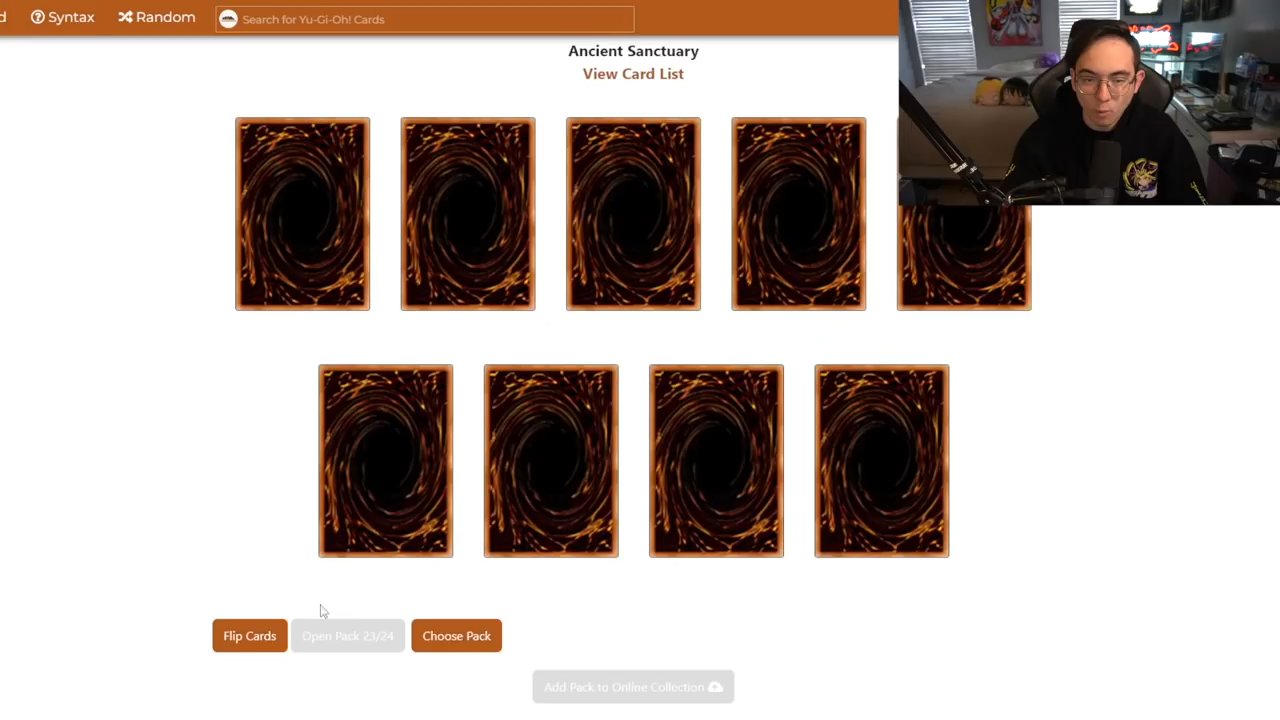 d Syntax Random Search for Yu-Gi-Oh! Cards
Ancient Sanctuary
View Card List
Flip Cards Open Pack 23/24 Choose Pack
Add Pack to Online Collection